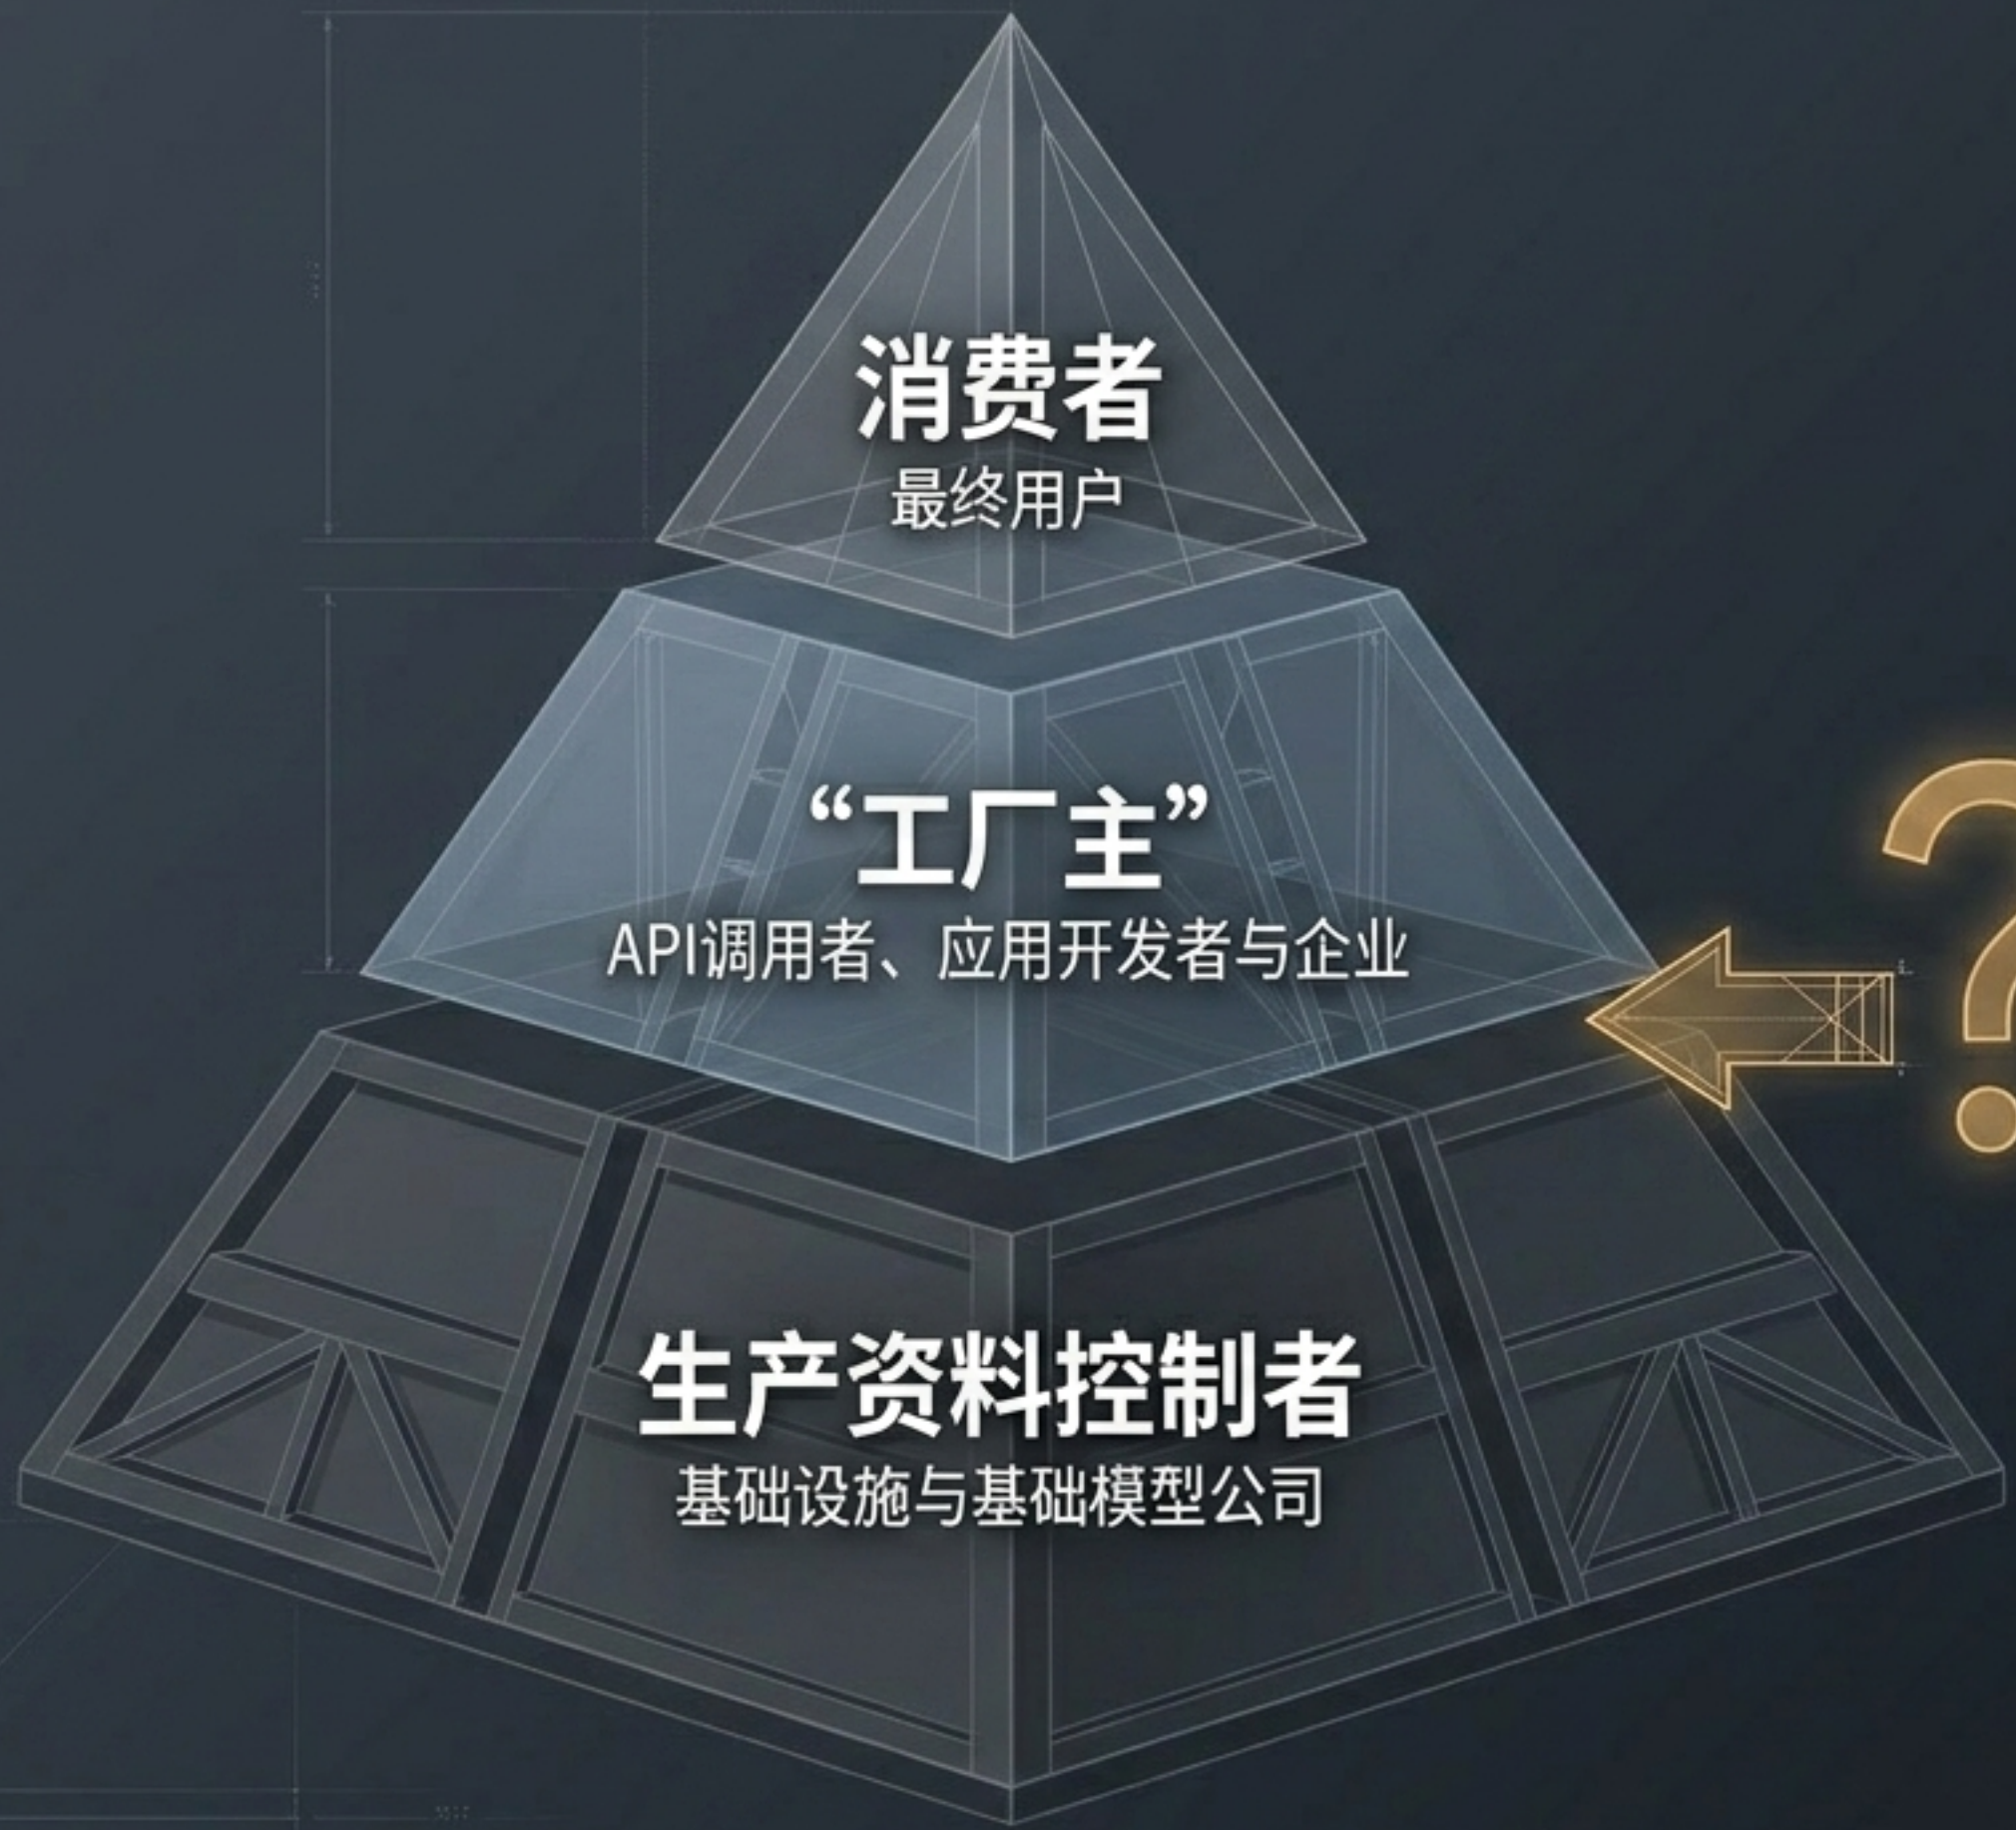 消费者
最终用户
“工厂主”
API调用者、应用开发者与企业
?
生产资料控制者
基础设施与基础模型公司